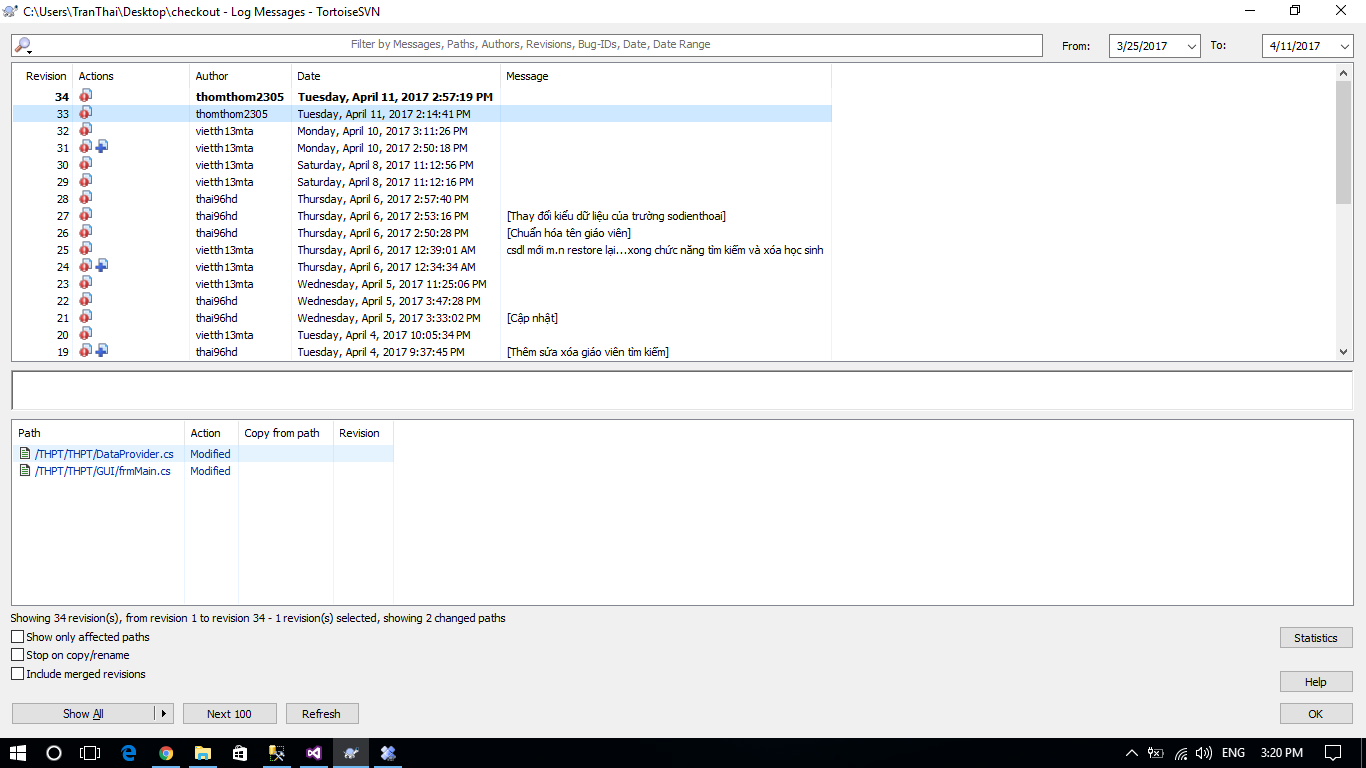 C:\Users\TranThai\Desktop\checkout - Log Messages - TortoiseSVN
Filter by Messages, Paths, Authors, Revisions, Bug-IDs, Date, Date Range
From: 3/25/2017 To: 4/11/2017
Revision Actions Author Date Message
34 thomthom2305 Tuesday, April 11, 2017 2:57:19 PM
33 thomthom2305 Tuesday, April 11, 2017 2:14:41 PM
32 vietth13mta Monday, April 10, 2017 3:11:26 PM
31 vietth13mta Monday, April 10, 2017 2:50:18 PM
30 vietth13mta Saturday, April 8, 2017 11:12:56 PM
29 vietth13mta Saturday, April 8, 2017 11:12:16 PM
28 thai96hd Thursday, April 6, 2017 2:57:40 PM
27 thai96hd Thursday, April 6, 2017 2:53:16 PM [Thay đổi kiểu dữ liệu của trường sodienthoai]
26 thai96hd Thursday, April 6, 2017 2:50:28 PM [Chuẩn hóa tên giáo viên]
25 vietth13mta Thursday, April 6, 2017 12:39:01 AM csdl mới m.n restore lại...xong chức năng tìm kiếm và xóa học sinh
24 vietth13mta Thursday, April 6, 2017 12:34:34 AM
23 vietth13mta Wednesday, April 5, 2017 11:25:06 PM
22 thai96hd Wednesday, April 5, 2017 3:47:28 PM
21 thai96hd Wednesday, April 5, 2017 3:33:02 PM [Cập nhật]
20 vietth13mta Tuesday, April 4, 2017 10:05:34 PM
19 thai96hd Tuesday, April 4, 2017 9:37:45 PM [Thêm sửa xóa giáo viên tìm kiếm]
Path Action Copy from path Revision
/THPT/THPT/DataProvider.cs Modified
/THPT/THPT/GUI/frmMain.cs Modified
Showing 34 revision(s), from revision 1 to revision 34 - 1 revision(s) selected, showing 2 changed paths
Show only affected paths
Statistics
Stop on copy/rename
Include merged revisions
Help
Show All Next 100 Refresh OK
ENG 3:20 PM